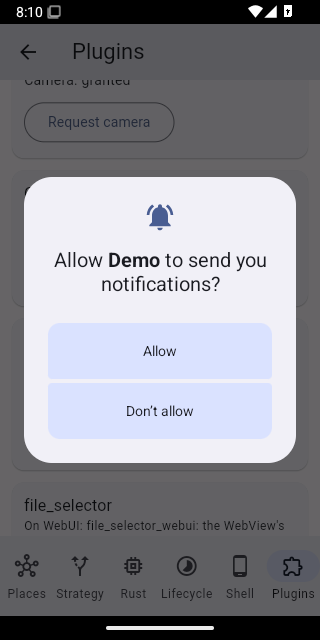 8:10
Plugins
Camera: granted
Request camera
Allow Demo to send you
notifications?
Allow
Don't allow
file_selector
On WebUI: file_selector_webui: the WebView's
Places Strategy Rust Lifecycle Shell Plugins